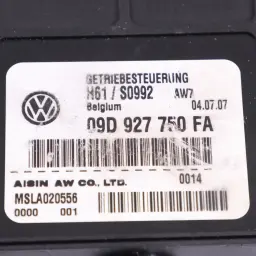 GETRIEBESTEUERUNG
H61 / S0992 AW7
Belgium 04.07.07
09D 927 750 FA
AISIN AW CO., LTD. 0014
MSLA020556
0000 001